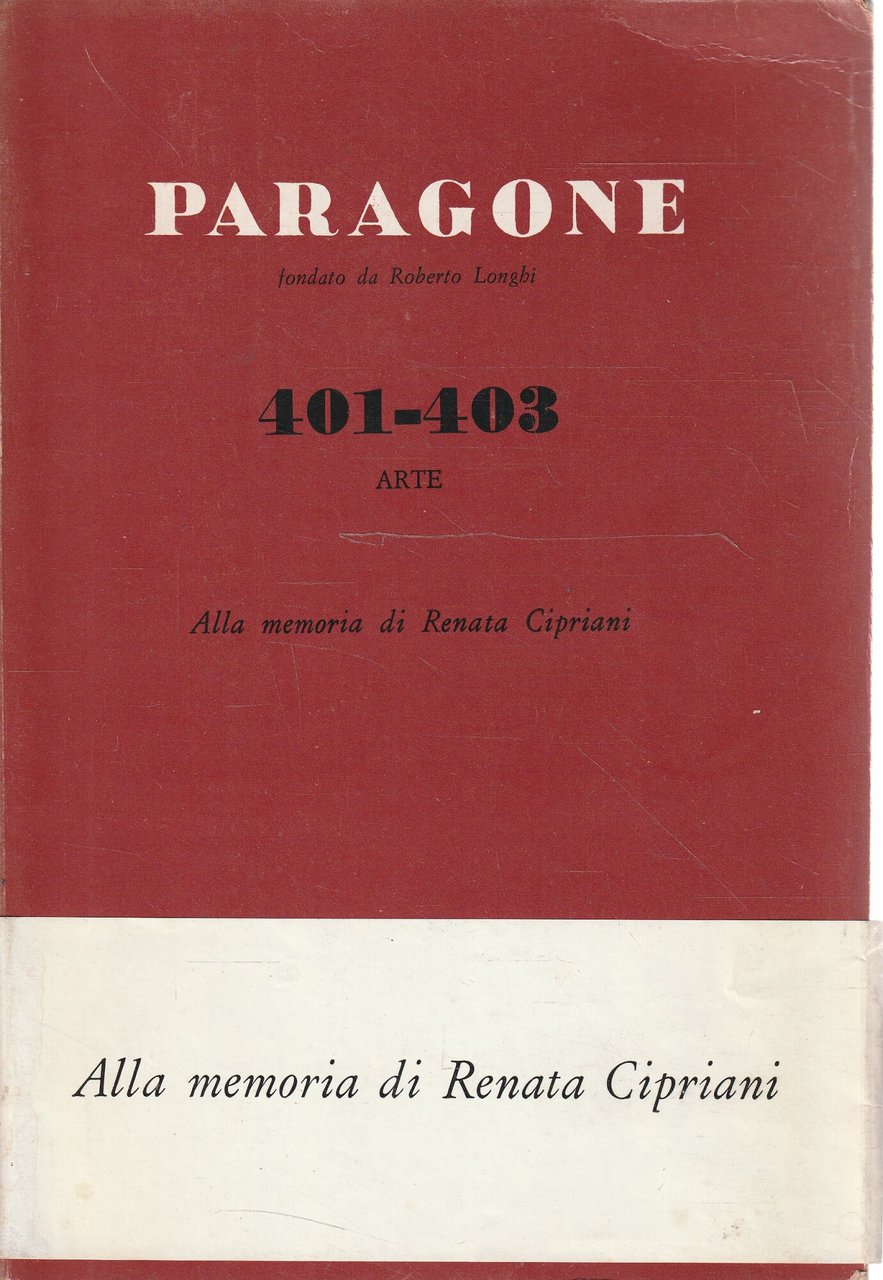 PARAGONE
fondato da Roberto Longhi
401-403
ARTE
Alla memoria di Renata Cipriani
Alla memoria di Renata Cipriani